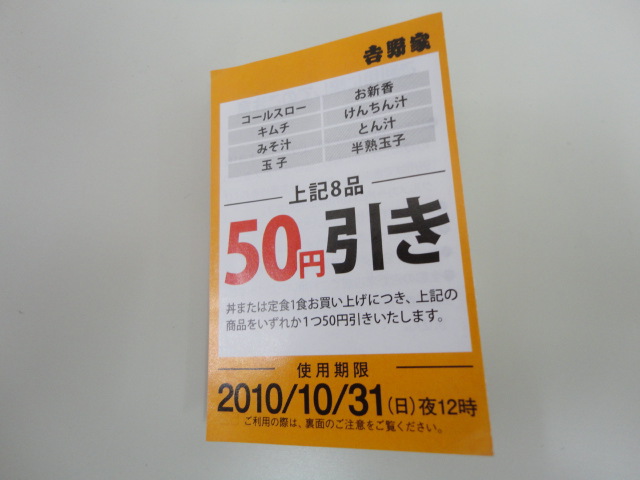 吉野家
コールスロー お新香
キムチ けんちん汁
みそ汁 とん汁
玉子 半熟玉子
上記8品
50円引き
丼または定食1食お買い上げにつき、上記の
商品をいずれか1つ50円引きいたします。
使用期限
2010/10/31(日)夜12時
ご利用の際は、裏面のご注意をご覧ください。